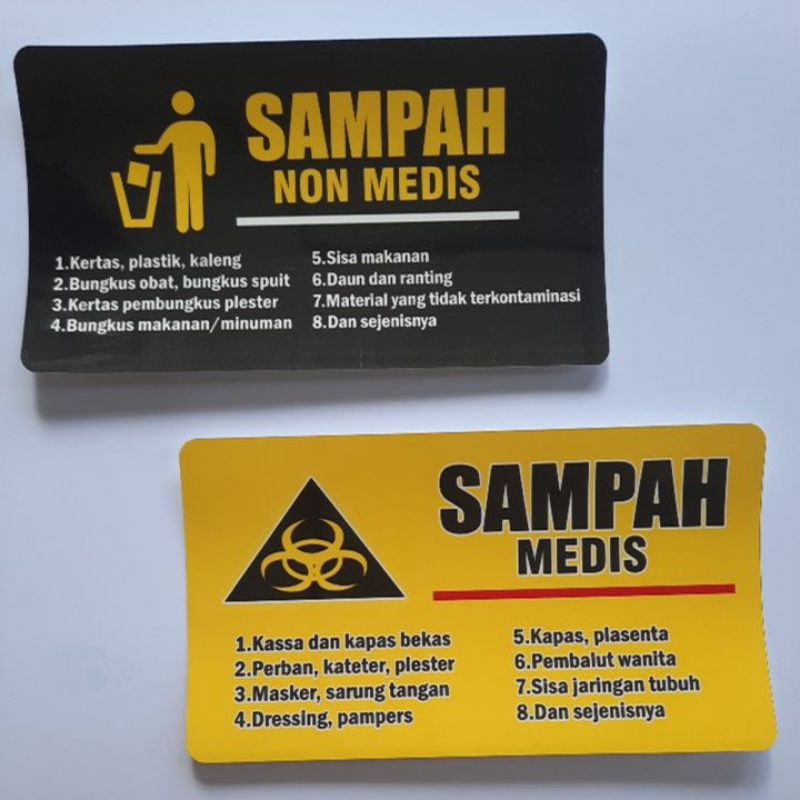 SAMPAH
NON MEDIS
1.Kertas, plastik, kaleng
2.Bungkus obat, bungkus spuit
3.Kertas pembungkus plester
4.Bungkus makanan/minuman
5.Sisa makanan
6.Daun dan ranting
7.Material yang tidak terkontaminasi
8.Dan sejenisnya
SAMPAH
MEDIS
1.Kassa dan kapas bekas
2.Perban, kateter, plester
3.Masker, sarung tangan
4.Dressing, pampers
5.Kapas, plasenta
6.Pembalut wanita
7.Sisa jaringan tubuh
8.Dan sejenisnya